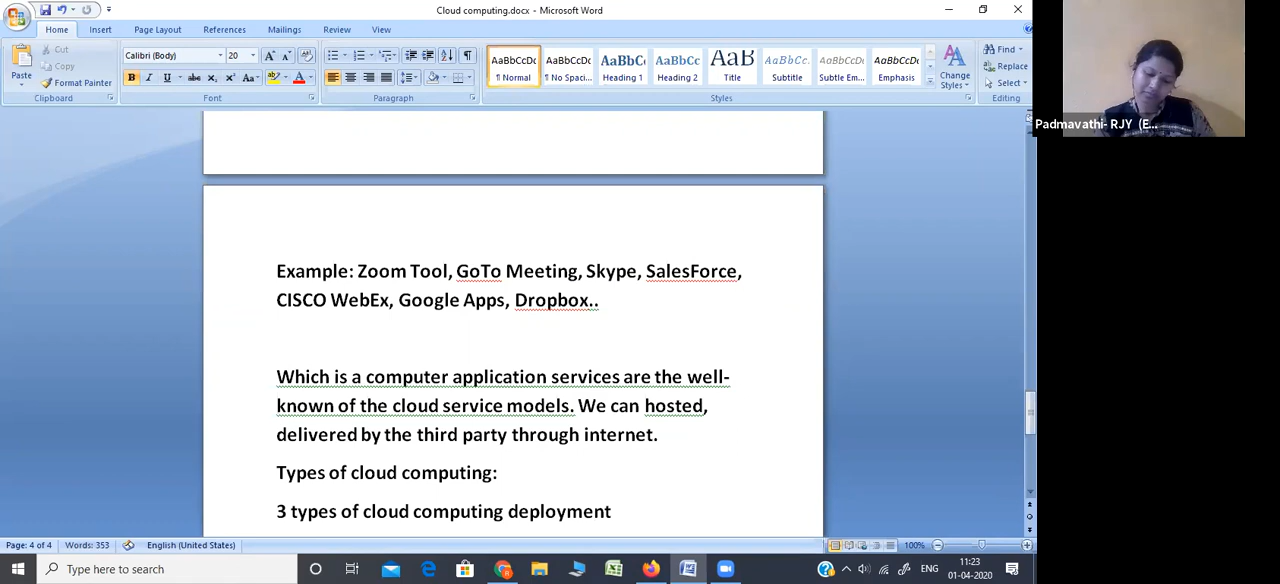 Cloud computing.docx - Microsoft Word
Home Insert Page Layout References Mailings Review View
Paste
Cut
Copy
Format Painter
Clipboard
Calibri (Body) 20
B I U abc x₂ x² Aa
Font
Paragraph
AaBbCcDc AaBbCcDc AaBbC AaBbCc AaB AaBbCc. AaBbCcDc AaBbCcDc
¶ Normal ¶ No Spaci... Heading 1 Heading 2 Title Subtitle Subtle Em... Emphasis
Change Styles
Styles
Find
Replace
Select
Editing
Padmavathi- RJY (E...
Example: Zoom Tool, GoTo Meeting, Skype, SalesForce,
CISCO WebEx, Google Apps, Dropbox..
Which is a computer application services are the well-
known of the cloud service models. We can hosted,
delivered by the third party through internet.
Types of cloud computing:
3 types of cloud computing deployment
Page: 4 of 4 Words: 353 English (United States) 100%
Type here to search
ENG
11:23
01-04-2020